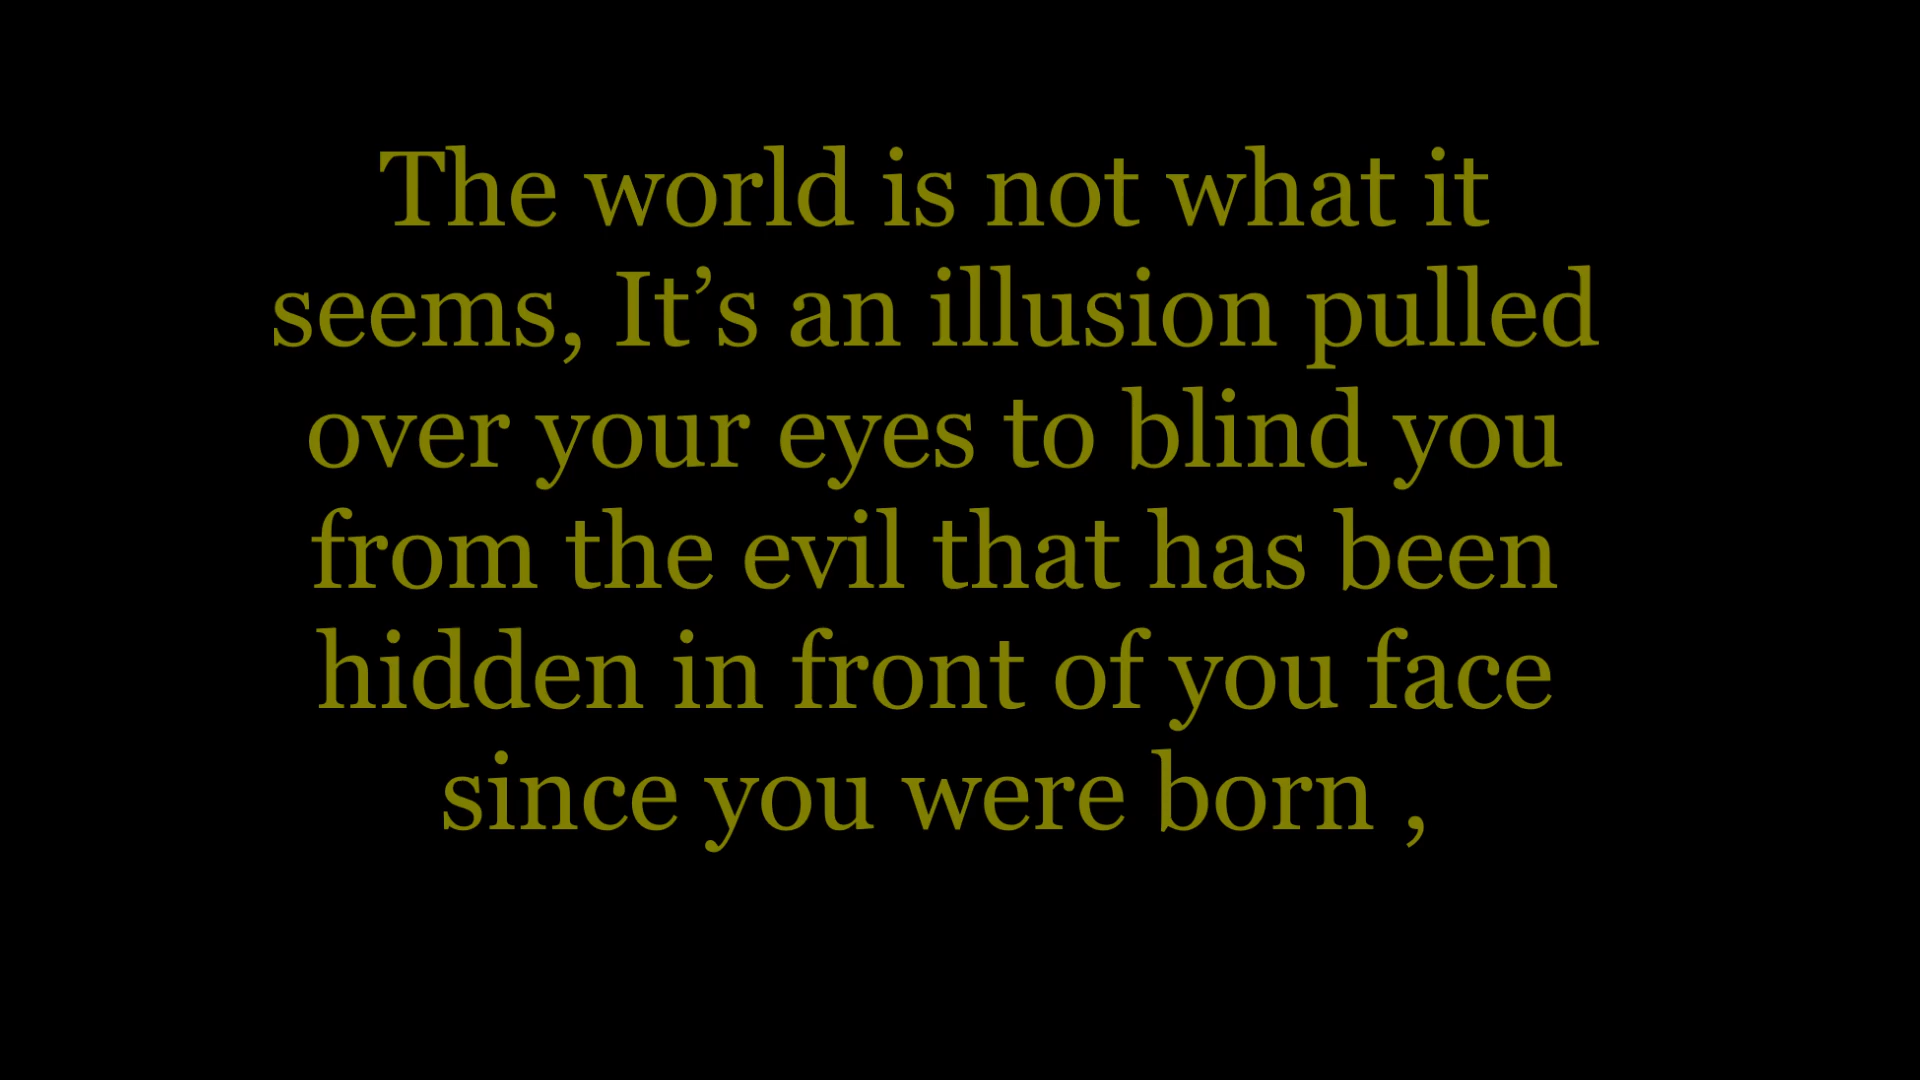 The world is not what it
seems, It’s an illusion pulled
over your eyes to blind you
from the evil that has been
hidden in front of you face
since you were born ,